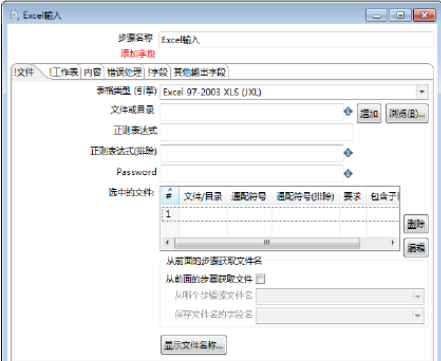 Excel输入
步骤名称 Excel输入
添加字段
!文件 !工作表 内容 错误处理 !字段 其他输出字段
表格类型 (引擎) Excel 97-2003 XLS (JXL)
文件或目录 增加 浏览(B)...
正则表达式
正则表达式(排除)
Password
选中的文件: # 文件/目录 通配符号 通配符号(排除) 要求 包含子目
1
删除
编辑
从前面的步骤获取文件名
从前面的步骤获取文件
从哪个步骤读文件名
保存文件名的字段名
显示文件名称...